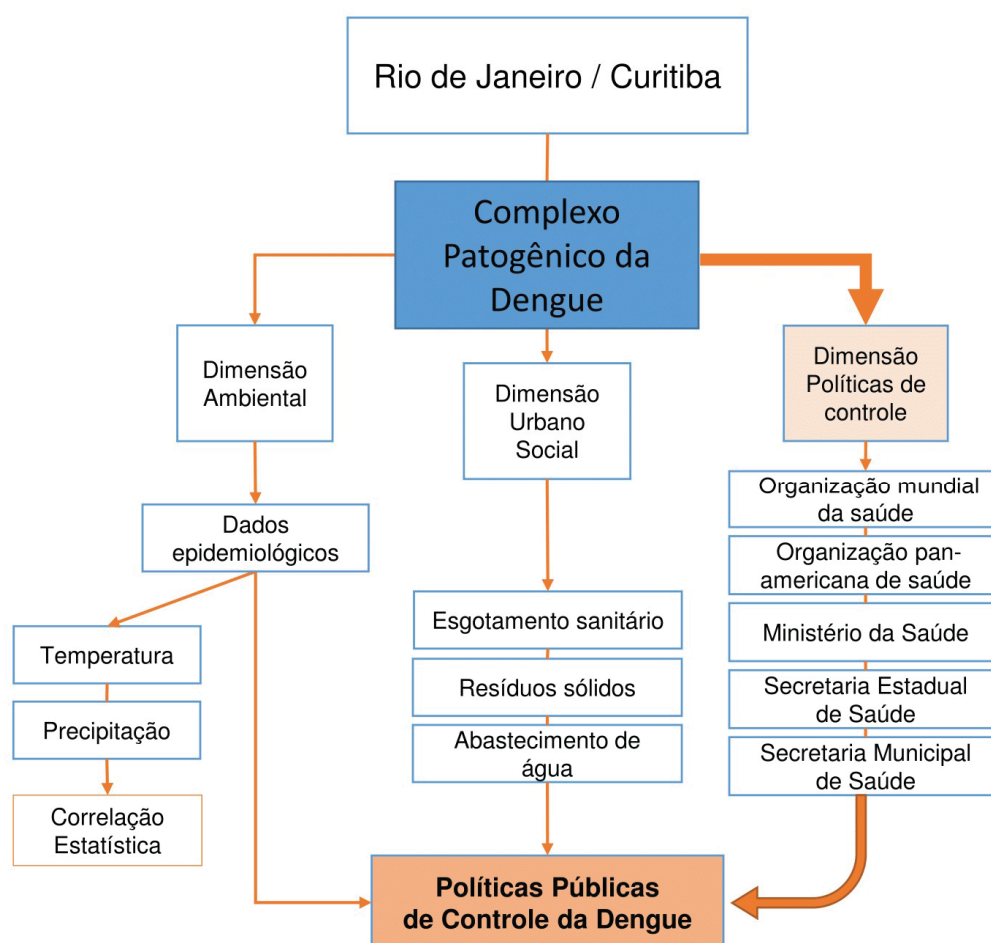 Rio de Janeiro / Curitiba
Complexo
Patogênico da
Dengue
Dimensão
Ambiental
Dimensão
Urbano
Social
Dimensão
Políticas de
controle
Dados
epidemiológicos
Temperatura
Precipitação
Correlação
Estatística
Esgotamento sanitário
Resíduos sólidos
Abastecimento de
água
Organização mundial
da saúde
Organização pan-
americana de saúde
Ministério da Saúde
Secretaria Estadual
de Saúde
Secretaria Municipal
de Saúde
Políticas Públicas
de Controle da Dengue